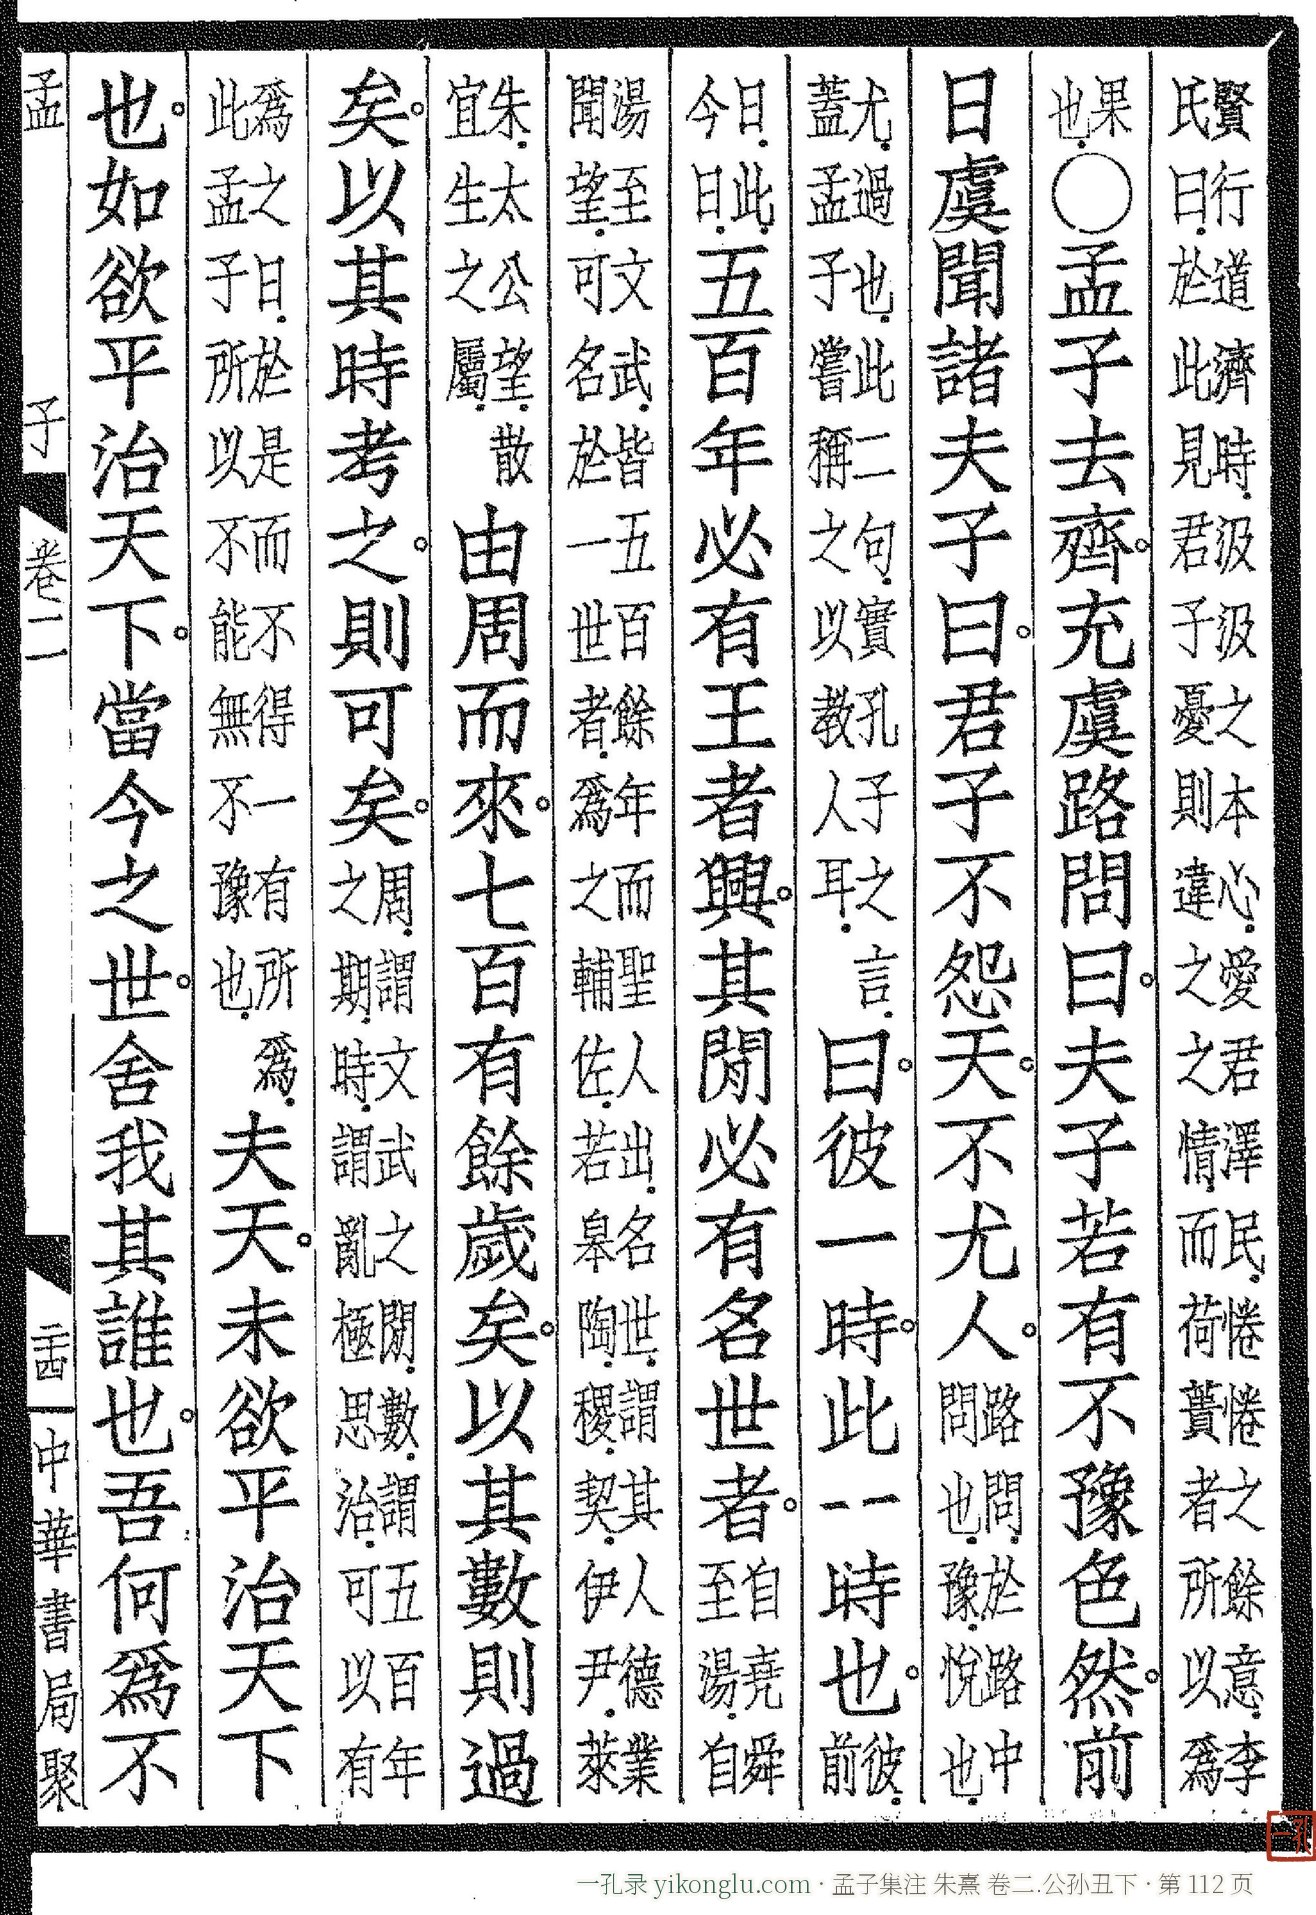 賢行道濟時汲汲之本心愛君澤民惓惓之餘意李
氏曰於此見君子憂則違之之情而荷蕢者所以爲
果也○孟子去齊充虞路問曰夫子若有不豫色然前
日虞聞諸夫子曰君子不怨天不尤人路問於路中問也豫悅也
尤過也此二句實孔子之言蓋孟子嘗稱之以教人耳曰彼一時此一時也彼前
日此今日五百年必有王者興其閒必有名世者自堯舜至湯自
湯至文武皆五百餘年而聖人出名世謂其人德業
聞望可名於一世者爲之輔佐若皋陶稷契伊尹萊
朱太公望散宜生之屬由周而來七百有餘歲矣以其數則過
矣以其時考之則可矣周謂文武之閒數謂五百年之期時謂亂極思治可以有
爲之日於是而不得一有所爲此孟子所以不能無不豫也夫天未欲平治天下
也如欲平治天下當今之世舍我其誰也吾何爲不
孟子 卷二 二十四 中華書局聚
一孔录 yikonglu.com · 孟子集注 朱熹 卷二.公孙丑下 · 第 112 页